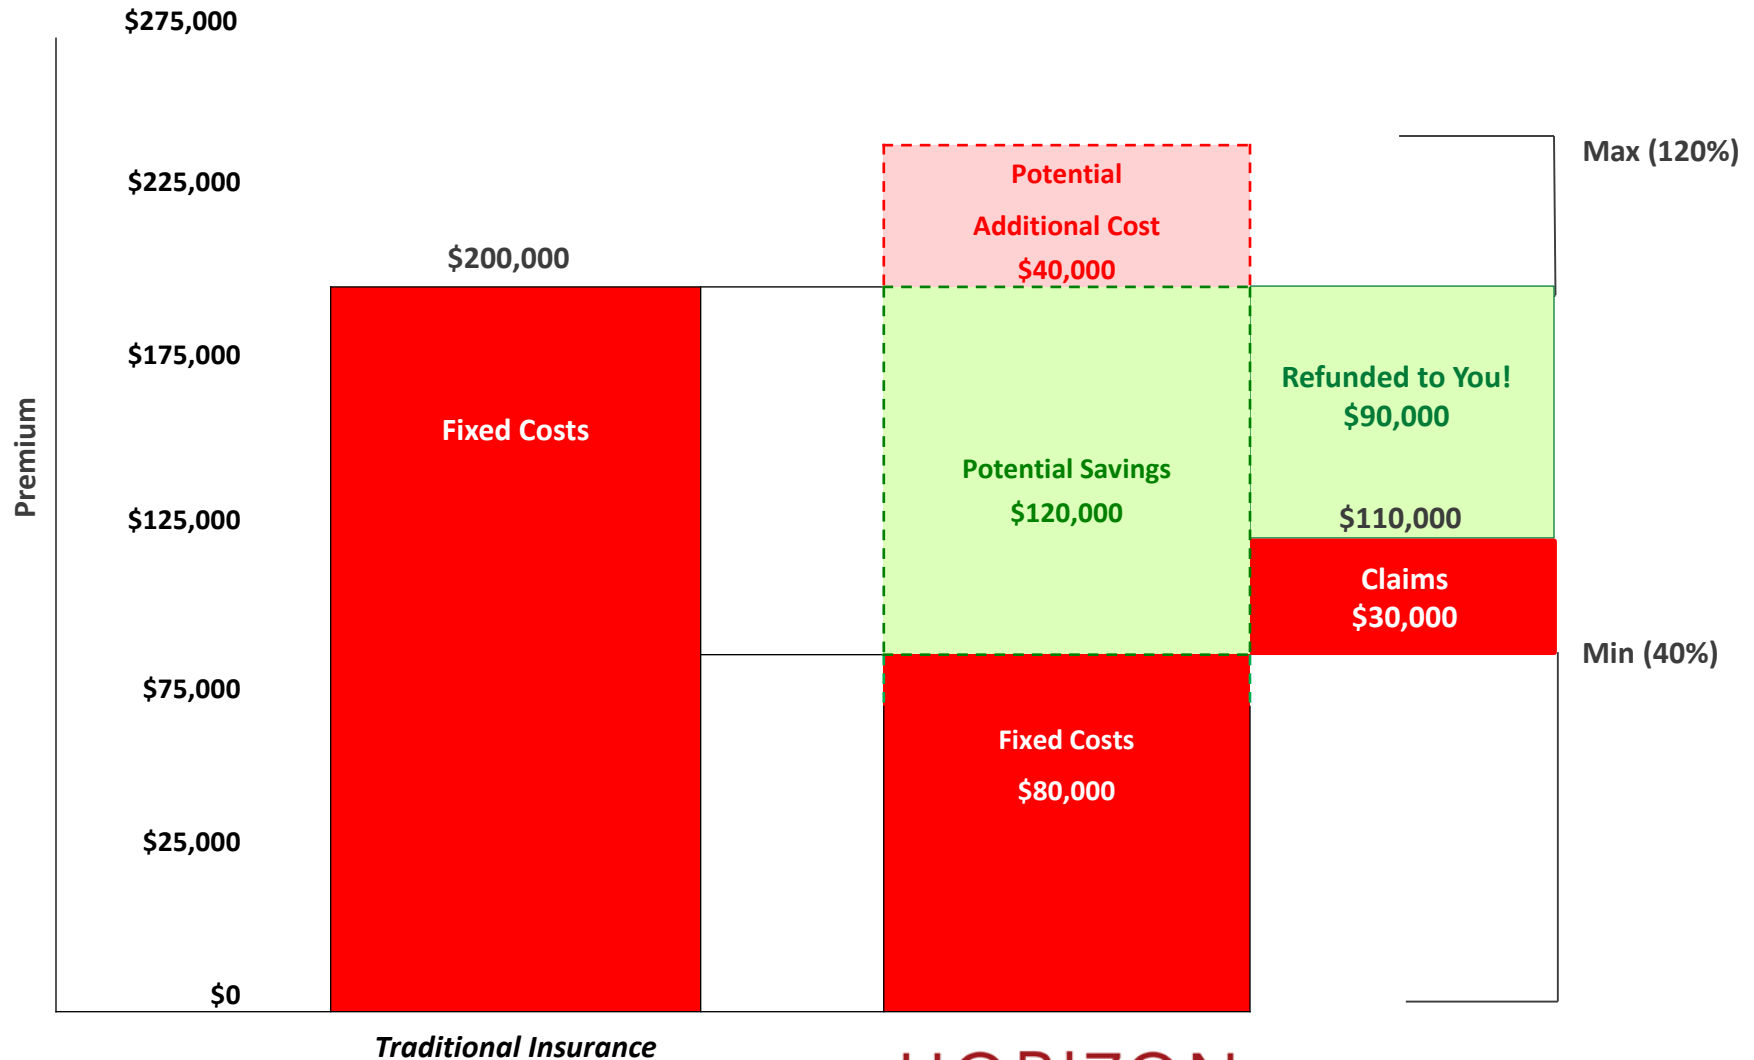 $275,000
$225,000
$175,000
$125,000
$75,000
$25,000
$0
Premium
$200,000
Fixed Costs
Traditional Insurance
Potential
Additional Cost
$40,000
Potential Savings
$120,000
Fixed Costs
$80,000
HORIZON
Refunded to You!
$90,000
$110,000
Claims
$30,000
Max (120%)
Min (40%)